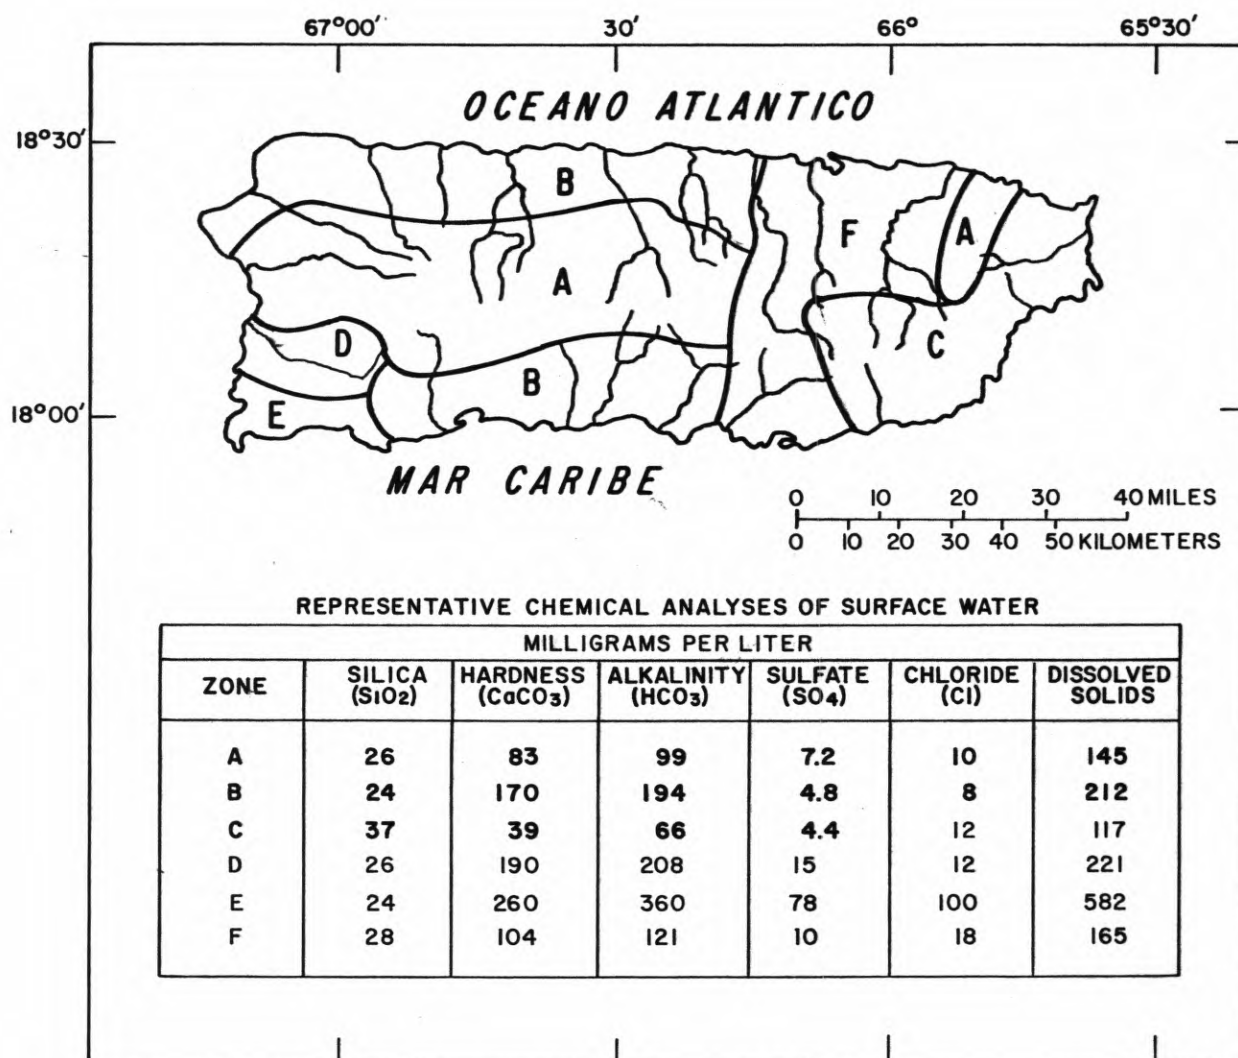 67°00′ 30′ 66° 65°30′
OCEANO ATLANTICO
18°30′
B
F A
A
D C
B
18°00′
E
MAR CARIBE
0 10 20 30 40 MILES
0 10 20 30 40 50 KILOMETERS
REPRESENTATIVE CHEMICAL ANALYSES OF SURFACE WATER
MILLIGRAMS PER LITER
ZONE SILICA (SiO2) HARDNESS (CaCO3) ALKALINITY (HCO3) SULFATE (SO4) CHLORIDE (Cl) DISSOLVED SOLIDS
A 26 83 99 7.2 10 145
B 24 170 194 4.8 8 212
C 37 39 66 4.4 12 117
D 26 190 208 15 12 221
E 24 260 360 78 100 582
F 28 104 121 10 18 165